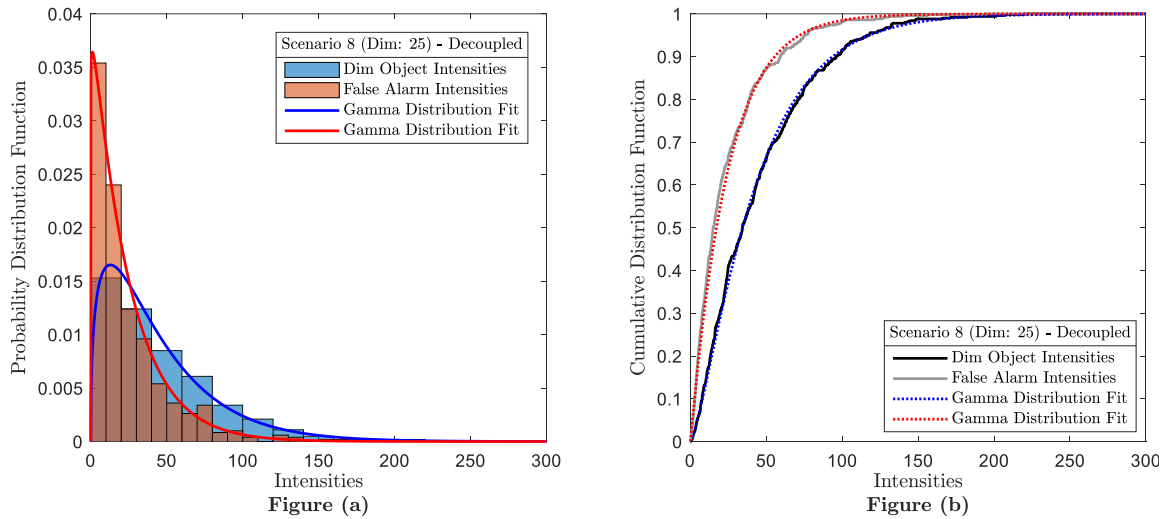 0.04
0.035
0.03
0.025
0.02
0.015
0.01
0.005
0
Probability Distribution Function
Scenario 8 (Dim: 25) - Decoupled
Dim Object Intensities
False Alarm Intensities
Gamma Distribution Fit
Gamma Distribution Fit
0 50 100 150 200 250 300
Intensities
Figure (a)
1
0.9
0.8
0.7
0.6
0.5
0.4
0.3
0.2
0.1
0
Cumulative Distribution Function
Scenario 8 (Dim: 25) - Decoupled
Dim Object Intensities
False Alarm Intensities
Gamma Distribution Fit
Gamma Distribution Fit
0 50 100 150 200 250 300
Intensities
Figure (b)